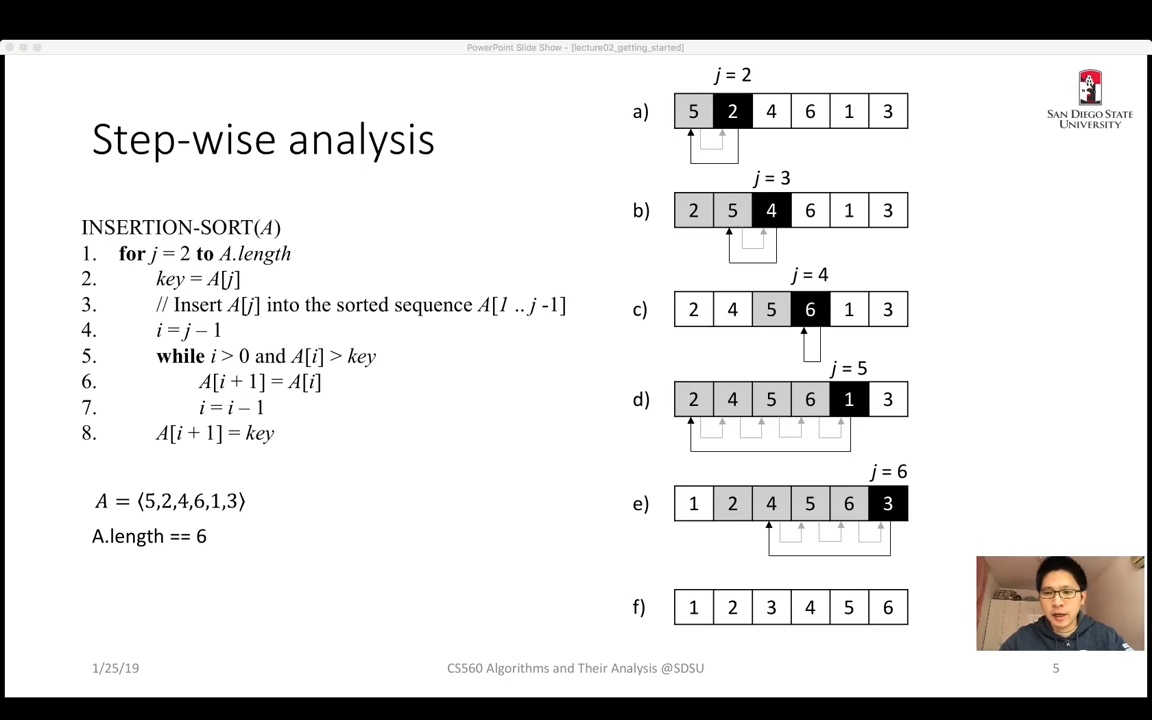 PowerPoint Slide Show - [lecture02_getting_started]
Step-wise analysis
SAN DIEGO STATE
UNIVERSITY
INSERTION-SORT(A)
1. for j = 2 to A.length
2. key = A[j]
3. // Insert A[j] into the sorted sequence A[1 .. j -1]
4. i = j – 1
5. while i > 0 and A[i] > key
6. A[i + 1] = A[i]
7. i = i – 1
8. A[i + 1] = key
A = ⟨5,2,4,6,1,3⟩
A.length == 6
j = 2
a) 5 2 4 6 1 3
j = 3
b) 2 5 4 6 1 3
j = 4
c) 2 4 5 6 1 3
j = 5
d) 2 4 5 6 1 3
j = 6
e) 1 2 4 5 6 3
f) 1 2 3 4 5 6
1/25/19
CS560 Algorithms and Their Analysis @SDSU
5